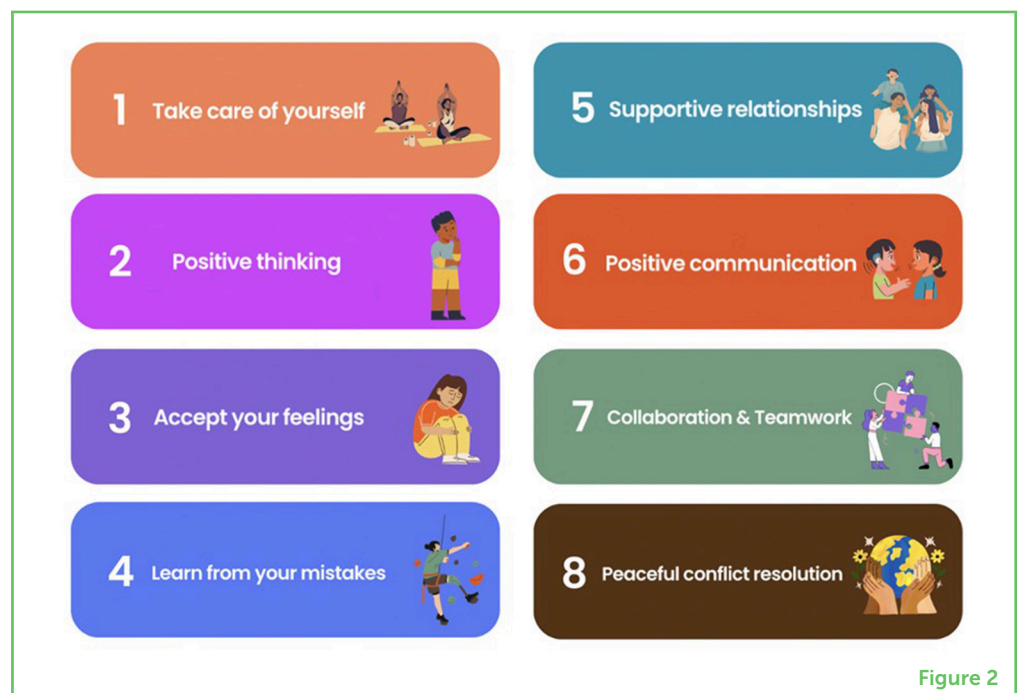 1 Take care of yourself
2 Positive thinking
3 Accept your feelings
4 Learn from your mistakes
5 Supportive relationships
6 Positive communication
7 Collaboration & Teamwork
8 Peaceful conflict resolution
Figure 2